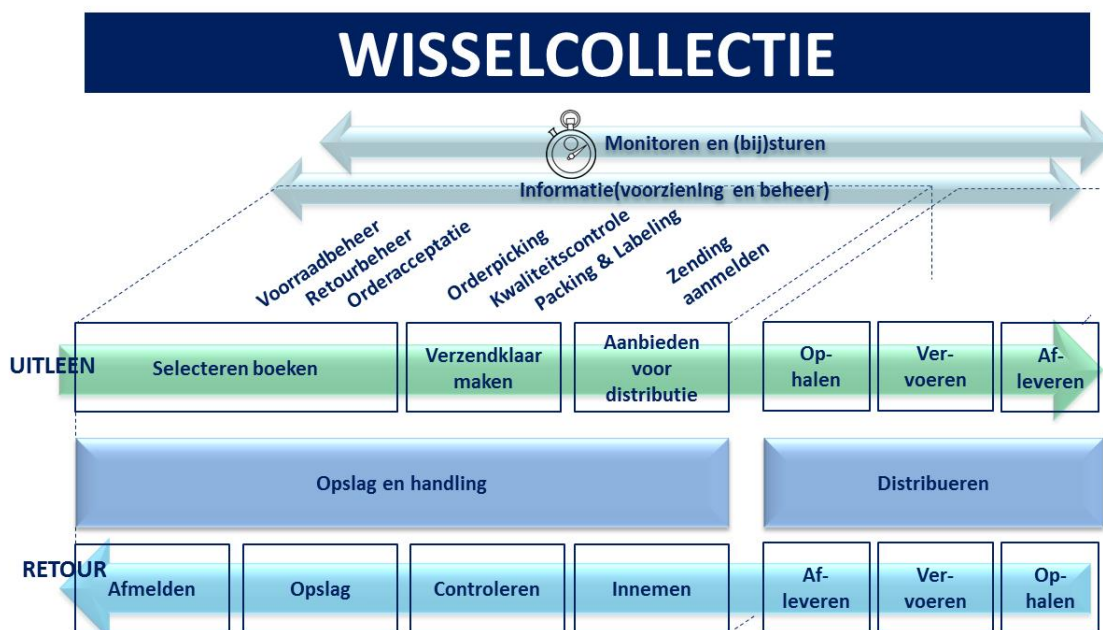 WISSELCOLLECTIE
Monitoren en (bij)sturen
Informatie(voorziening en beheer)
Voorraadbeheer
Retourbeheer
Orderacceptatie
Orderpicking
Kwaliteitscontrole
Packing & Labeling
Zending
aanmelden
UITLEEN
Selecteren boeken
Verzendklaar
maken
Aanbieden
voor
distributie
Op-
halen
Ver-
voeren
Af-
leveren
Opslag en handling
Distribueren
RETOUR
Afmelden
Opslag
Controleren
Innemen
Af-
leveren
Ver-
voeren
Op-
halen